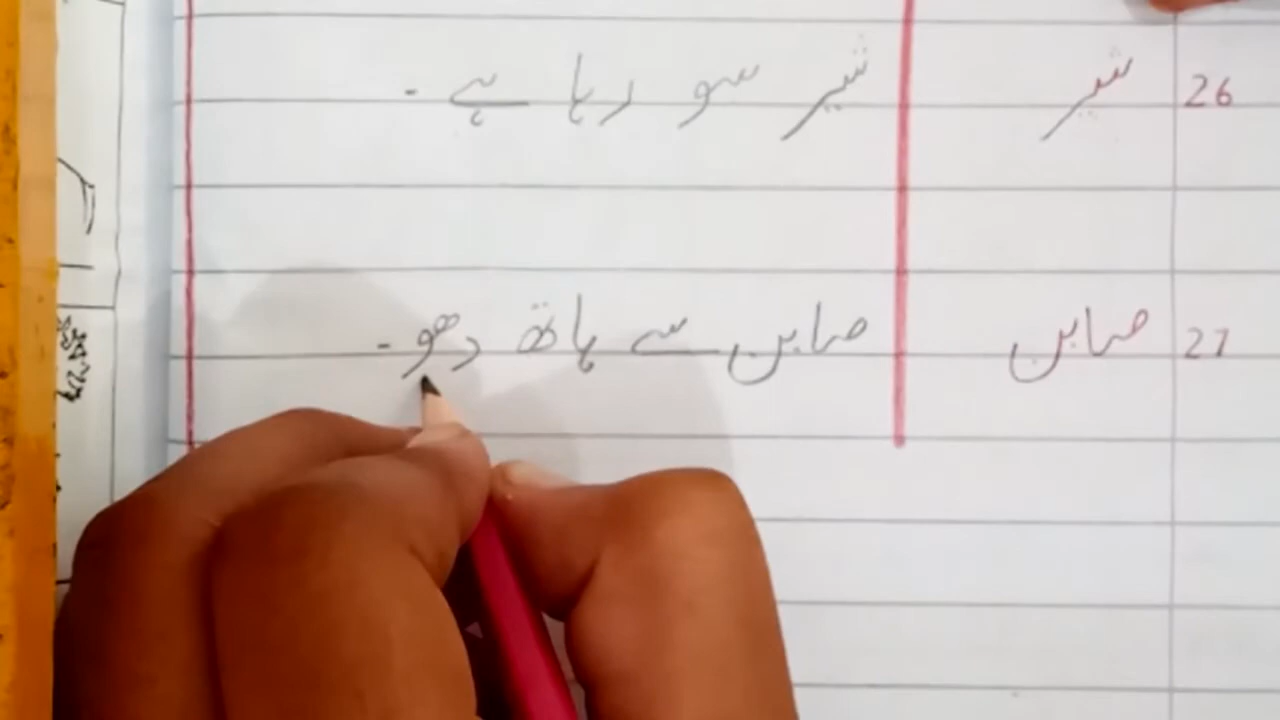 26 شیر شیر سو رہا ہے۔
27 صابن صابن سے ہاتھ دھو۔